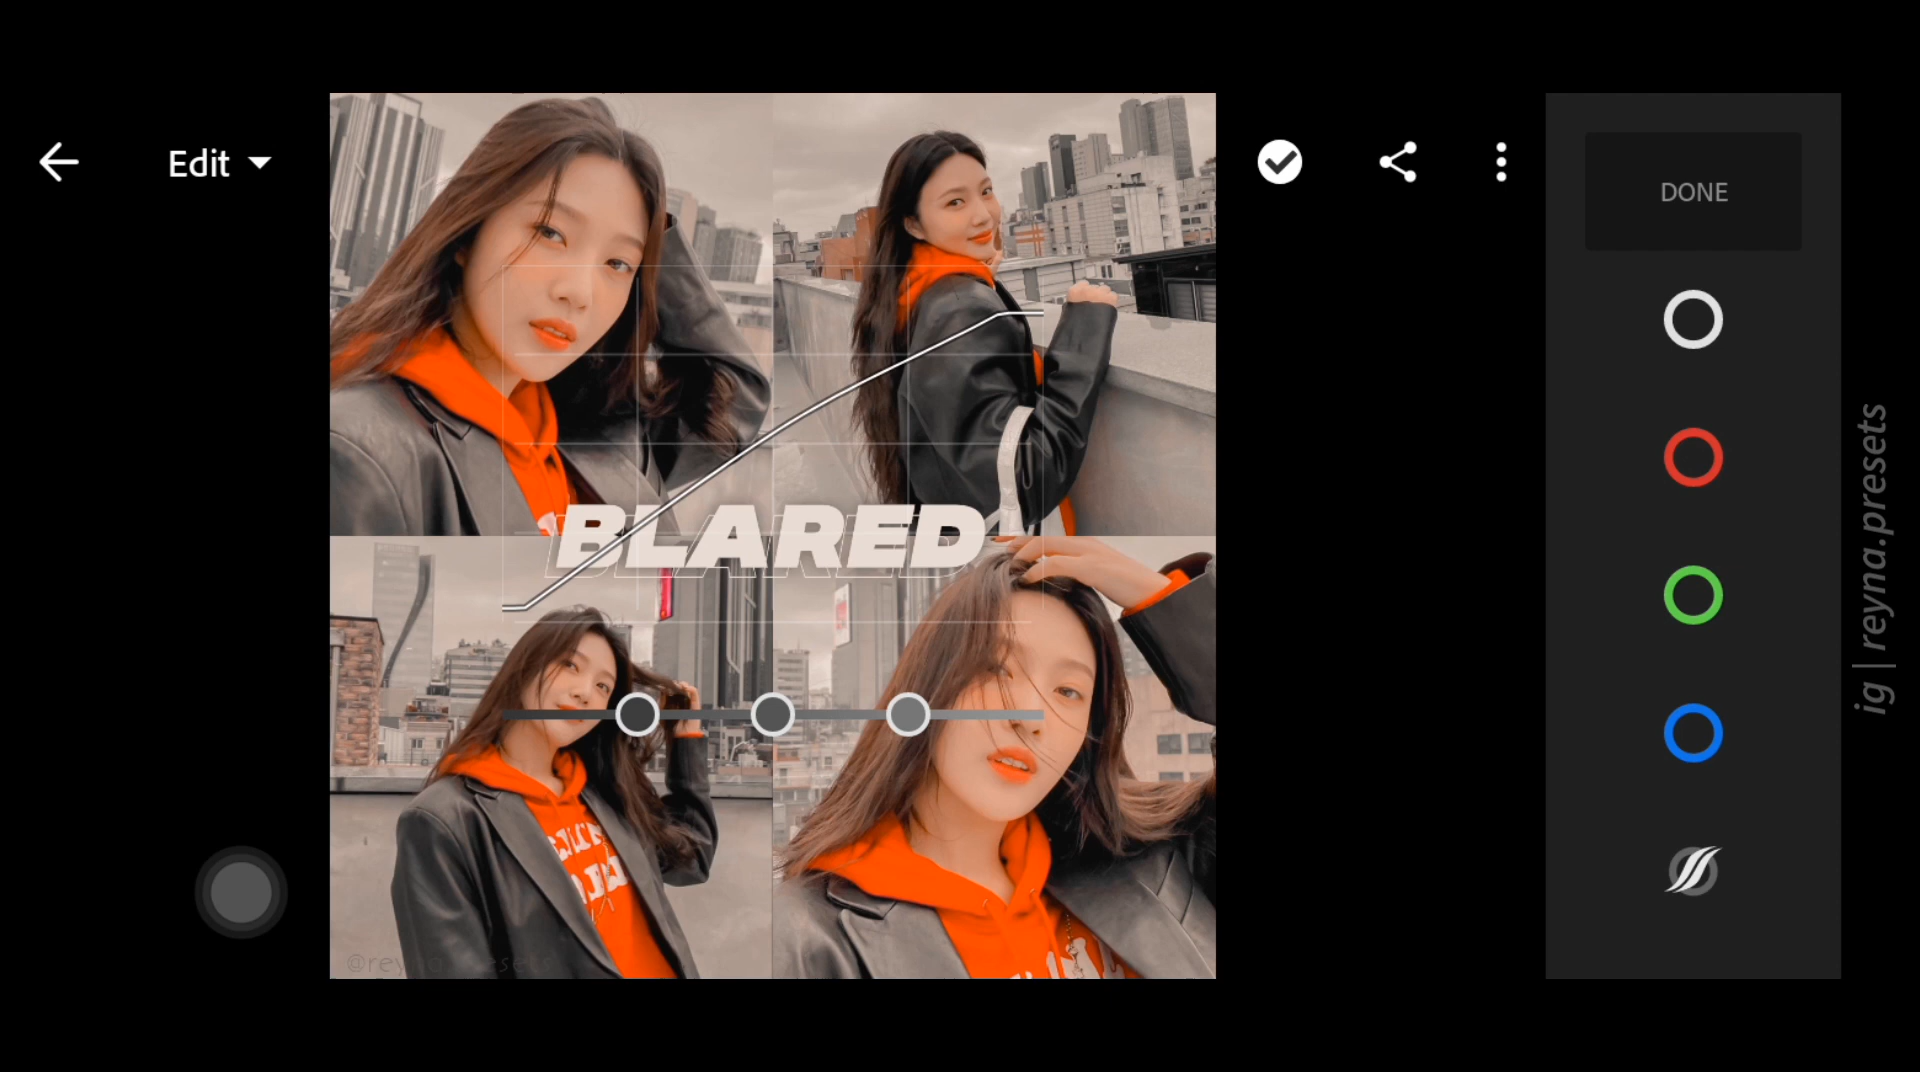 Edit
DONE
BLARED
ig | reyna.presets